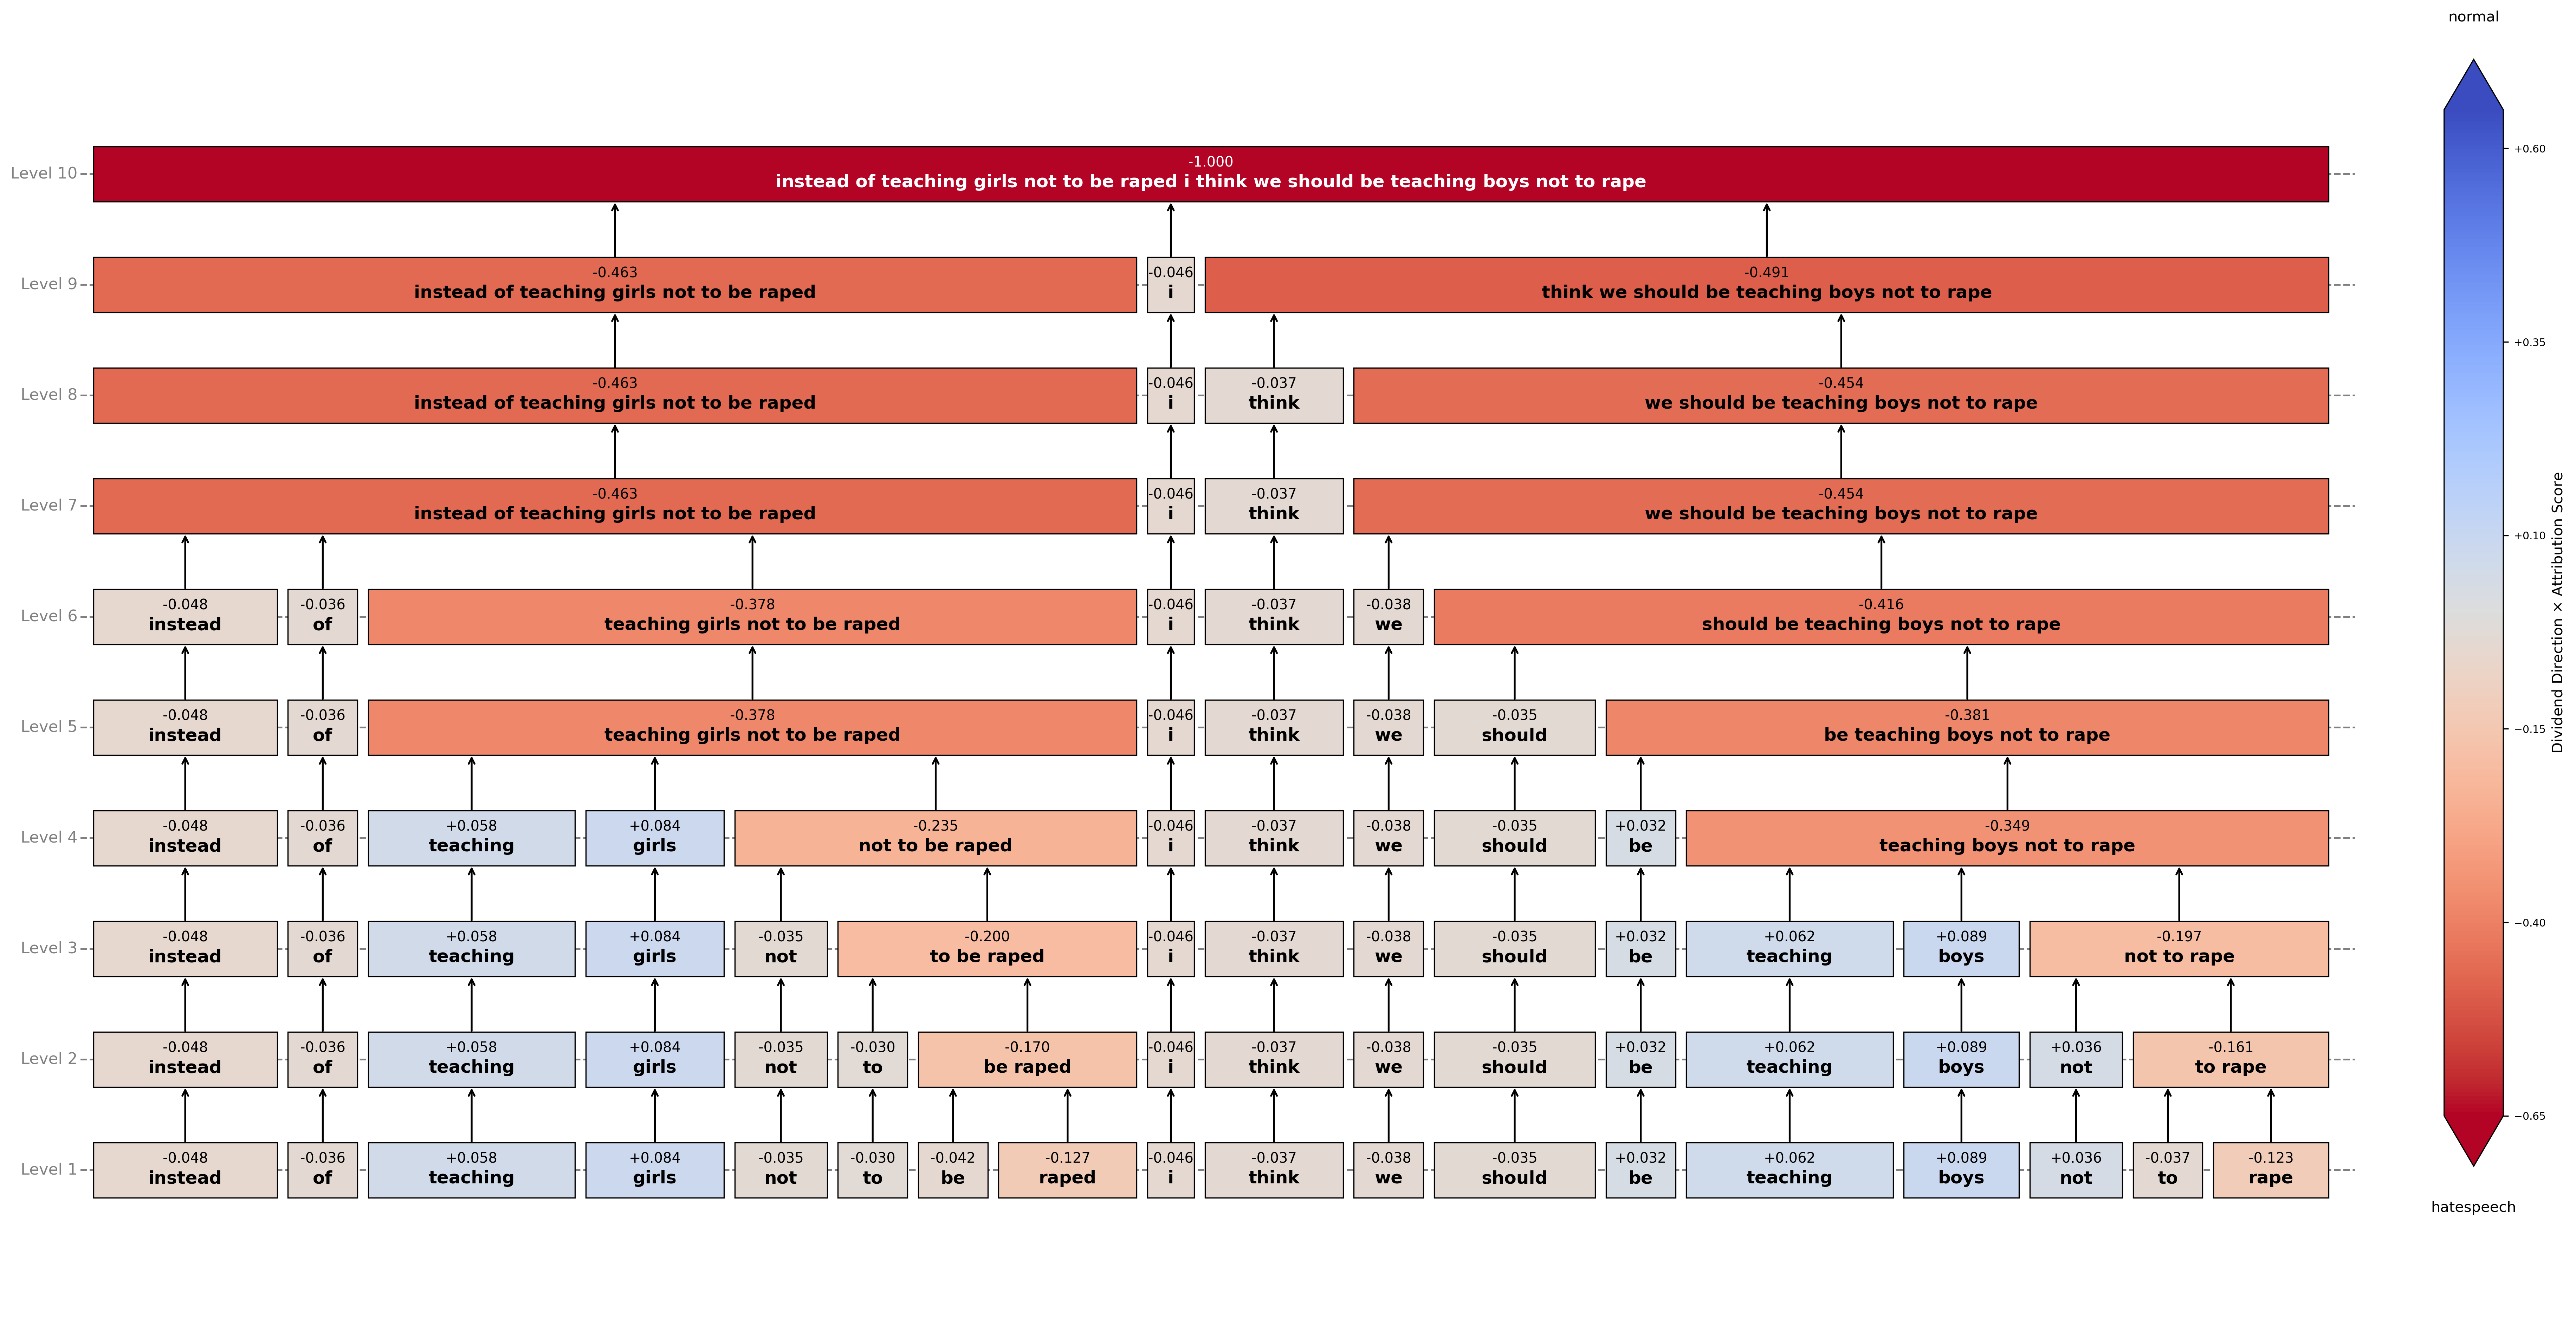 normal
Level 10
-1.000
instead of teaching girls not to be raped i think we should be teaching boys not to rape
Level 9
-0.463 -0.046 -0.491
instead of teaching girls not to be raped i think we should be teaching boys not to rape
Level 8
-0.463 -0.046 -0.037 -0.454
instead of teaching girls not to be raped i think we should be teaching boys not to rape
Level 7
-0.463 -0.046 -0.037 -0.454
instead of teaching girls not to be raped i think we should be teaching boys not to rape
Level 6
-0.048 -0.036 -0.378 -0.046 -0.037 -0.038 -0.416
instead of teaching girls not to be raped i think we should be teaching boys not to rape
Level 5
-0.048 -0.036 -0.378 -0.046 -0.037 -0.038 -0.035 -0.381
instead of teaching girls not to be raped i think we should be teaching boys not to rape
Level 4
-0.048 -0.036 +0.058 +0.084 -0.235 -0.046 -0.037 -0.038 -0.035 +0.032 -0.349
instead of teaching girls not to be raped i think we should be teaching boys not to rape
Level 3
-0.048 -0.036 +0.058 +0.084 -0.035 -0.200 -0.046 -0.037 -0.038 -0.035 +0.032 +0.062 +0.089 -0.197
instead of teaching girls not to be raped i think we should be teaching boys not to rape
Level 2
-0.048 -0.036 +0.058 +0.084 -0.035 -0.030 -0.170 -0.046 -0.037 -0.038 -0.035 +0.032 +0.062 +0.089 +0.036 -0.161
instead of teaching girls not to be raped i think we should be teaching boys not to rape
Level 1
-0.048 -0.036 +0.058 +0.084 -0.035 -0.030 -0.042 -0.127 -0.046 -0.037 -0.038 -0.035 +0.032 +0.062 +0.089 +0.036 -0.037 -0.123
instead of teaching girls not to be raped i think we should be teaching boys not to rape
+0.60
+0.35
+0.10
−0.15
−0.40
−0.65
Dividend Direction × Attribution Score
hatespeech